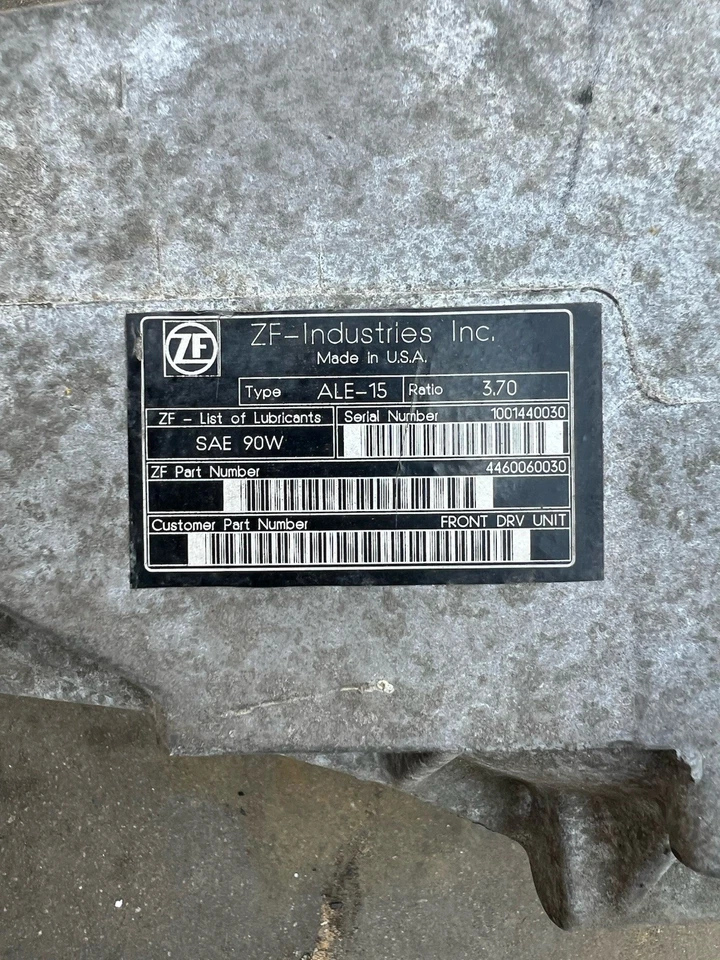 ZF
ZF-Industries Inc.
Made in U.S.A.
Type ALE-15 Ratio 3.70
ZF - List of Lubricants Serial Number 1001440030
SAE 90W
ZF Part Number 4460060030
Customer Part Number FRONT DRV UNIT